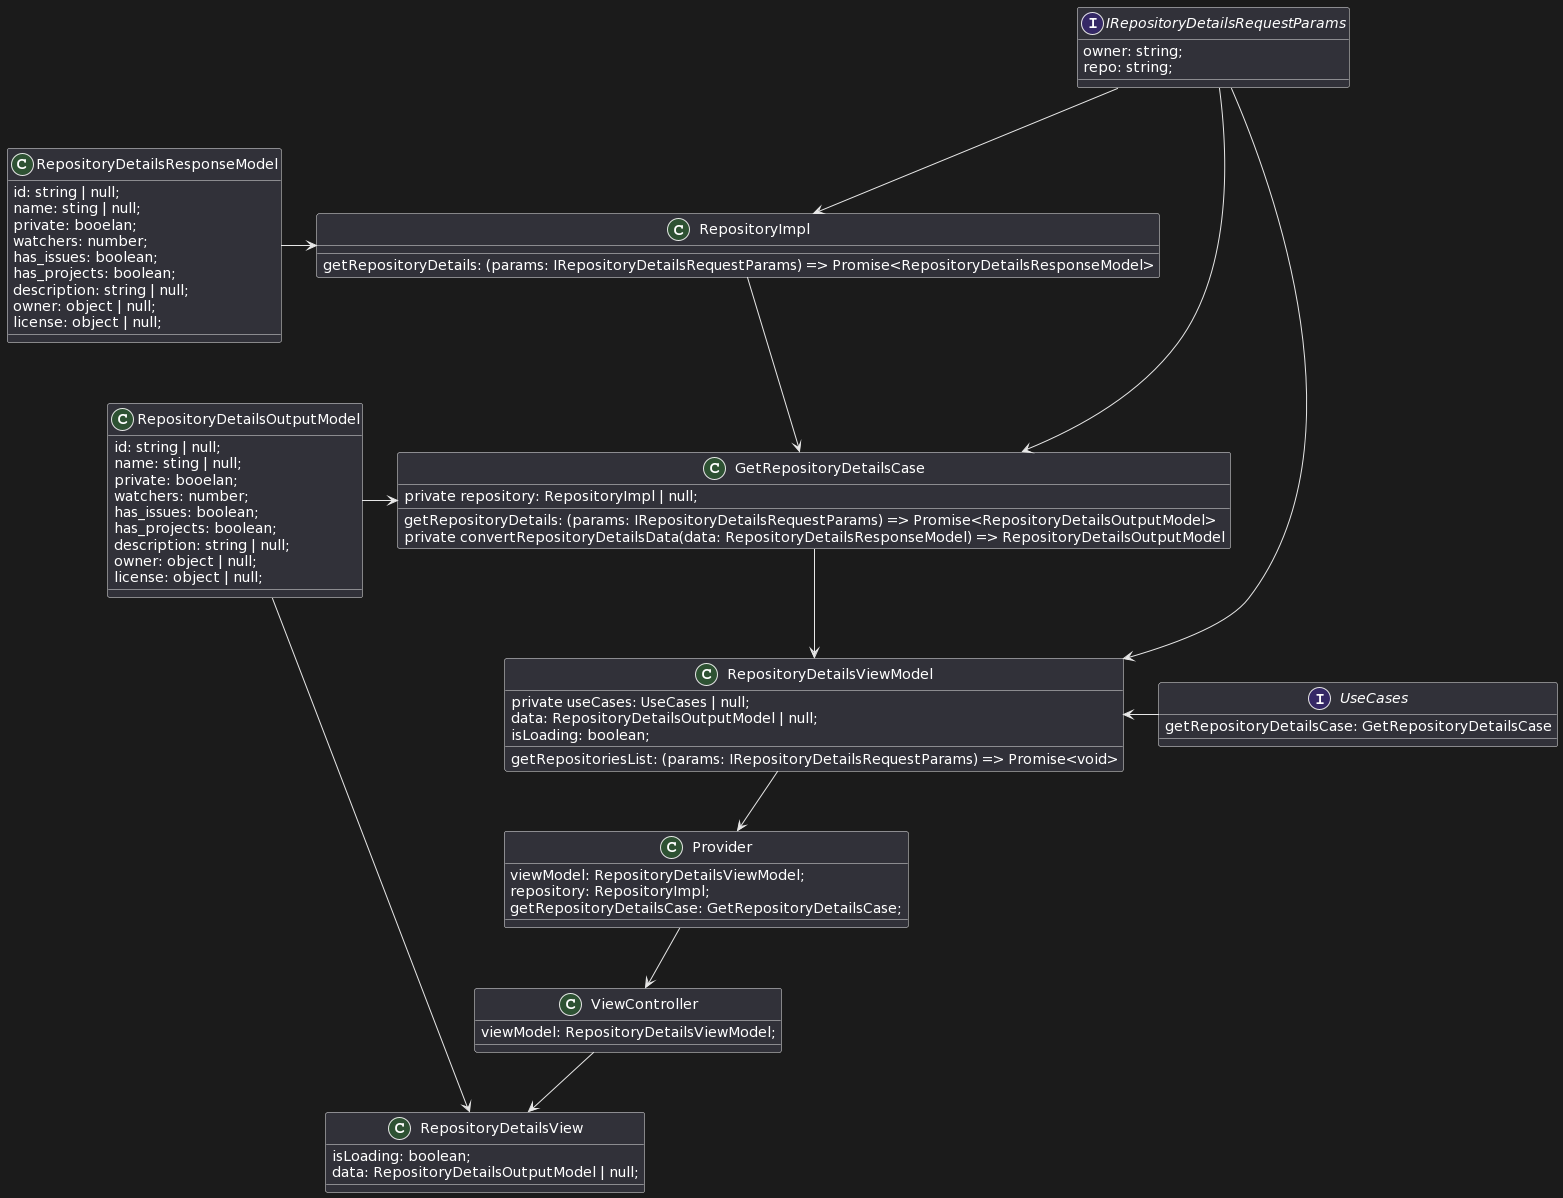 I IRepositoryDetailsRequestParams
owner: string;
repo: string;
C RepositoryDetailsResponseModel
id: string | null;
name: sting | null;
private: booelan;
watchers: number;
has_issues: boolean;
has_projects: boolean;
description: string | null;
owner: object | null;
license: object | null;
C RepositoryImpl
getRepositoryDetails: (params: IRepositoryDetailsRequestParams) => Promise<RepositoryDetailsResponseModel>
C RepositoryDetailsOutputModel
id: string | null;
name: sting | null;
private: booelan;
watchers: number;
has_issues: boolean;
has_projects: boolean;
description: string | null;
owner: object | null;
license: object | null;
C GetRepositoryDetailsCase
private repository: RepositoryImpl | null;
getRepositoryDetails: (params: IRepositoryDetailsRequestParams) => Promise<RepositoryDetailsOutputModel>
private convertRepositoryDetailsData(data: RepositoryDetailsResponseModel) => RepositoryDetailsOutputModel
C RepositoryDetailsViewModel
private useCases: UseCases | null;
data: RepositoryDetailsOutputModel | null;
isLoading: boolean;
getRepositoriesList: (params: IRepositoryDetailsRequestParams) => Promise<void>
I UseCases
getRepositoryDetailsCase: GetRepositoryDetailsCase
C Provider
viewModel: RepositoryDetailsViewModel;
repository: RepositoryImpl;
getRepositoryDetailsCase: GetRepositoryDetailsCase;
C ViewController
viewModel: RepositoryDetailsViewModel;
C RepositoryDetailsView
isLoading: boolean;
data: RepositoryDetailsOutputModel | null;